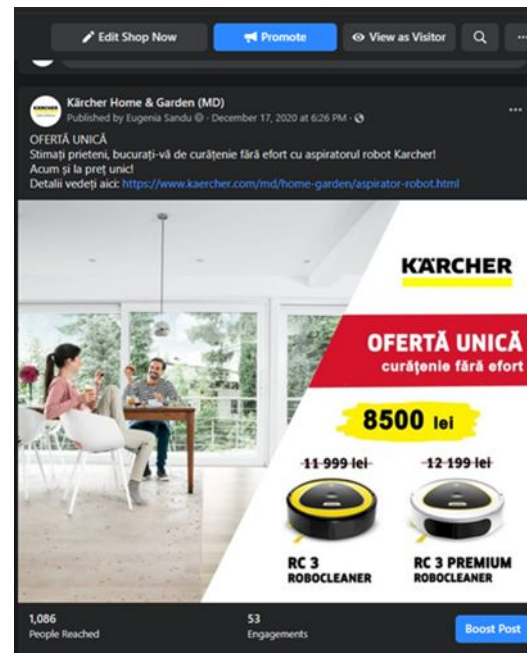 Edit Shop Now
Promote
View as Visitor
Kärcher Home & Garden (MD)
Published by Eugenia Sandu · December 17, 2020 at 6:26 PM ·
OFERTĂ UNICĂ
Stimați prieteni, bucurați-vă de curățenie fără efort cu aspiratorul robot Karcher!
Acum și la preț unic!
Detalii vedeți aici: https://www.kaercher.com/md/home-garden/aspirator-robot.html
KÄRCHER
OFERTĂ UNICĂ
curățenie fără efort
8500 lei
11 999 lei
12 199 lei
RC 3
ROBOCLEANER
RC 3 PREMIUM
ROBOCLEANER
1,086
People Reached
53
Engagements
Boost Post